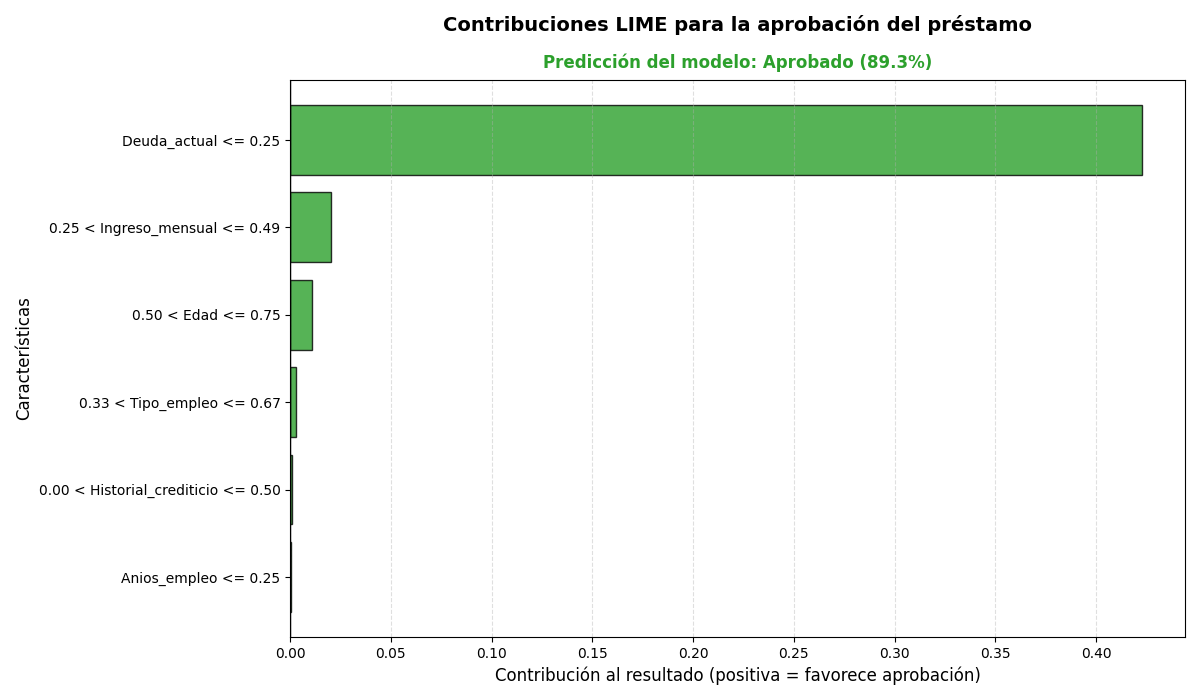 Contribuciones LIME para la aprobación del préstamo
Predicción del modelo: Aprobado (89.3%)
Deuda_actual <= 0.25
0.25 < Ingreso_mensual <= 0.49
0.50 < Edad <= 0.75
0.33 < Tipo_empleo <= 0.67
0.00 < Historial_crediticio <= 0.50
Anios_empleo <= 0.25
Características
0.00 0.05 0.10 0.15 0.20 0.25 0.30 0.35 0.40
Contribución al resultado (positiva = favorece aprobación)